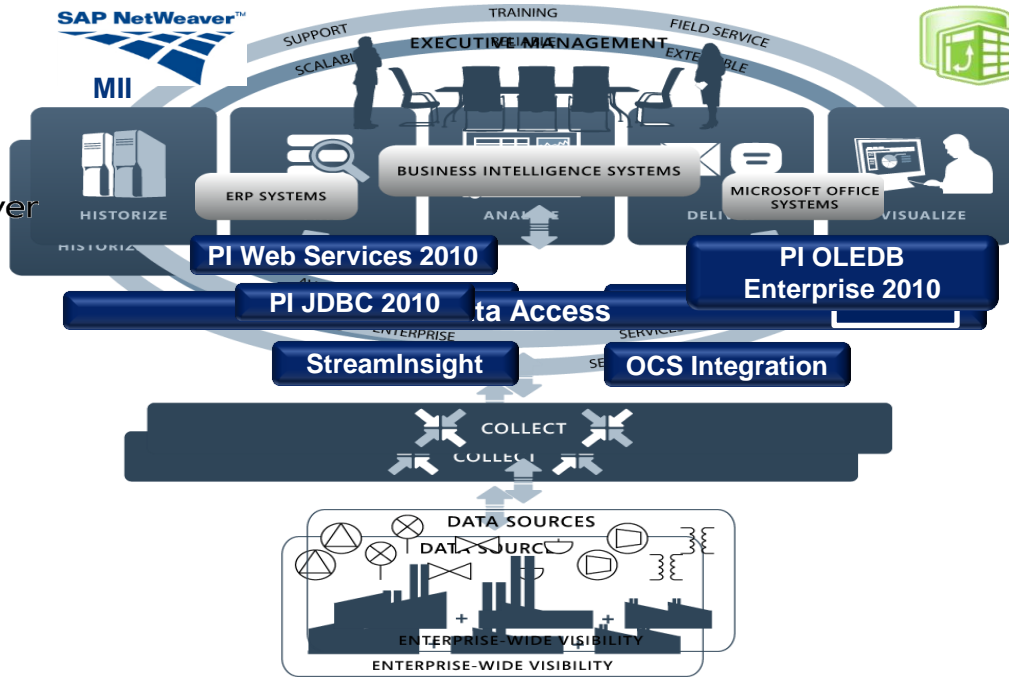 SAP NetWeaver™
MII
SUPPORT
TRAINING
FIELD SERVICE
EXECUTIVE MANAGEMENT
RELIABLE
BUSINESS INTELLIGENCE SYSTEMS
ERP SYSTEMS
MICROSOFT OFFICE
SYSTEMS
HISTORIZE
VISUALIZE
PI Web Services 2010
PI OLEDB
Enterprise 2010
PI JDBC 2010
Access
ENTERPRISE
SERVICES
StreamInsight
OCS Integration
COLLECT
COLLECT
DATA SOURCES
ENTERPRISE-WIDE VISIBILITY
ENTERPRISE-WIDE VISIBILITY